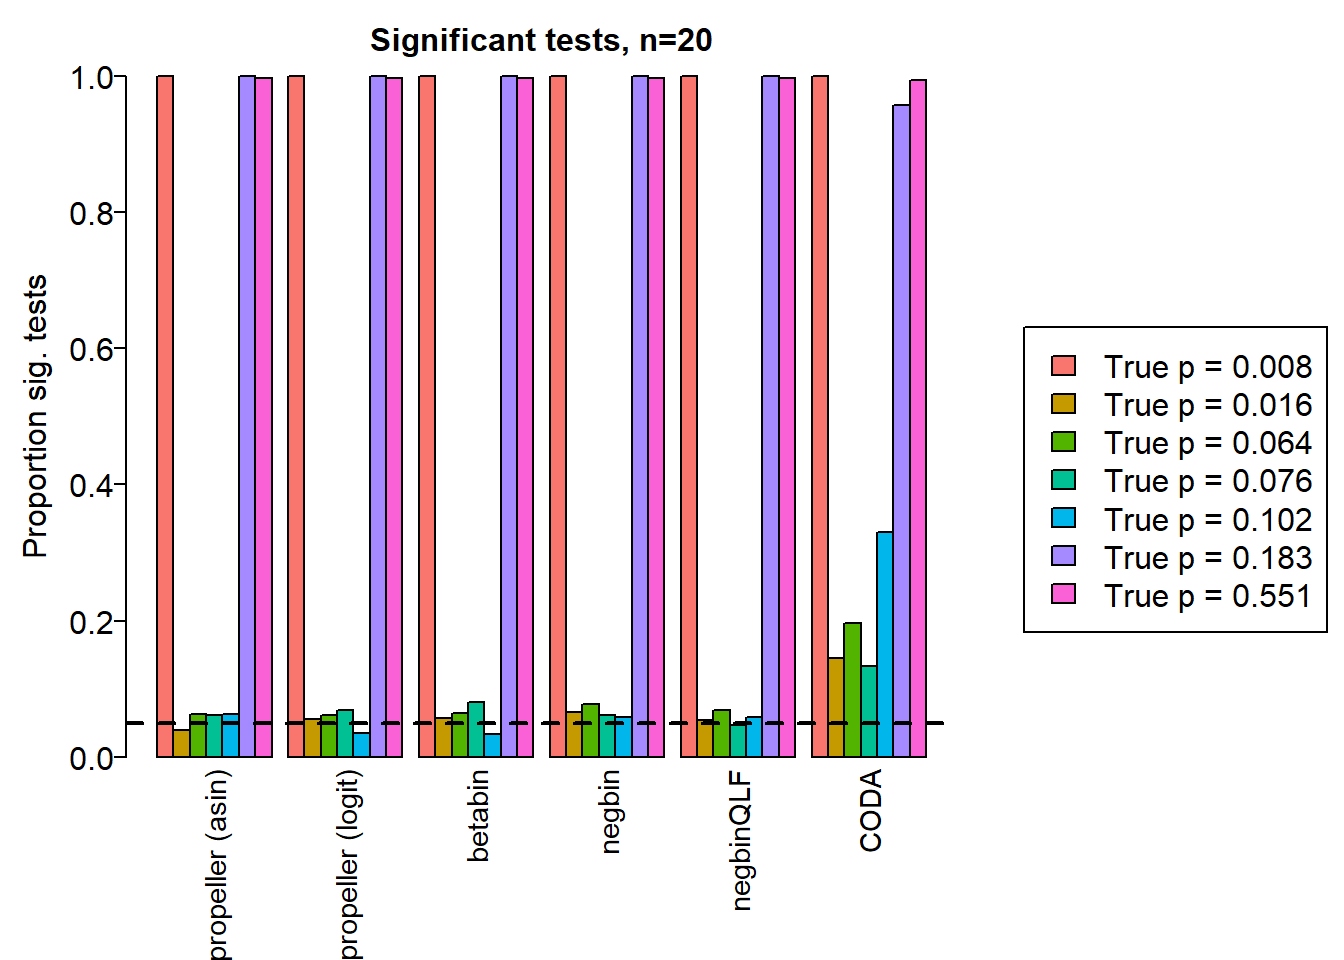 Significant tests, n=20
Proportion sig. tests
1.0
0.8
0.6
0.4
0.2
0.0
propeller (asin)
propeller (logit)
betabin
negbin
negbinQLF
CODA
True p = 0.008
True p = 0.016
True p = 0.064
True p = 0.076
True p = 0.102
True p = 0.183
True p = 0.551